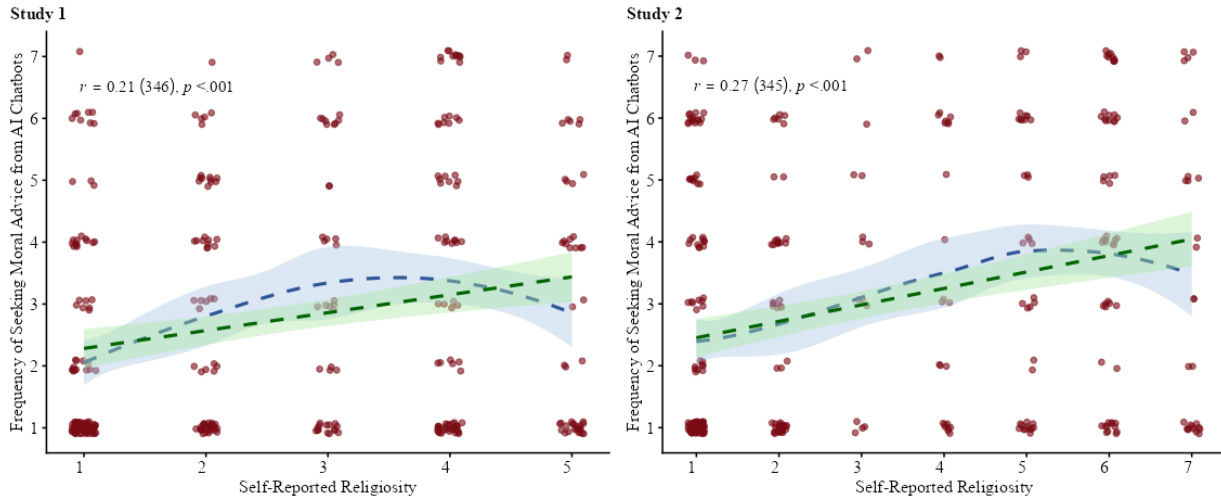 Study 1
Frequency of Seeking Moral Advice from AI Chatbots
7
6
5
4
3
2
1
r = 0.21 (346), p <.001
1 2 3 4 5
Self-Reported Religiosity
Study 2
Frequency of Seeking Moral Advice from AI Chatbots
7
6
5
4
3
2
1
r = 0.27 (345), p <.001
1 2 3 4 5 6 7
Self-Reported Religiosity